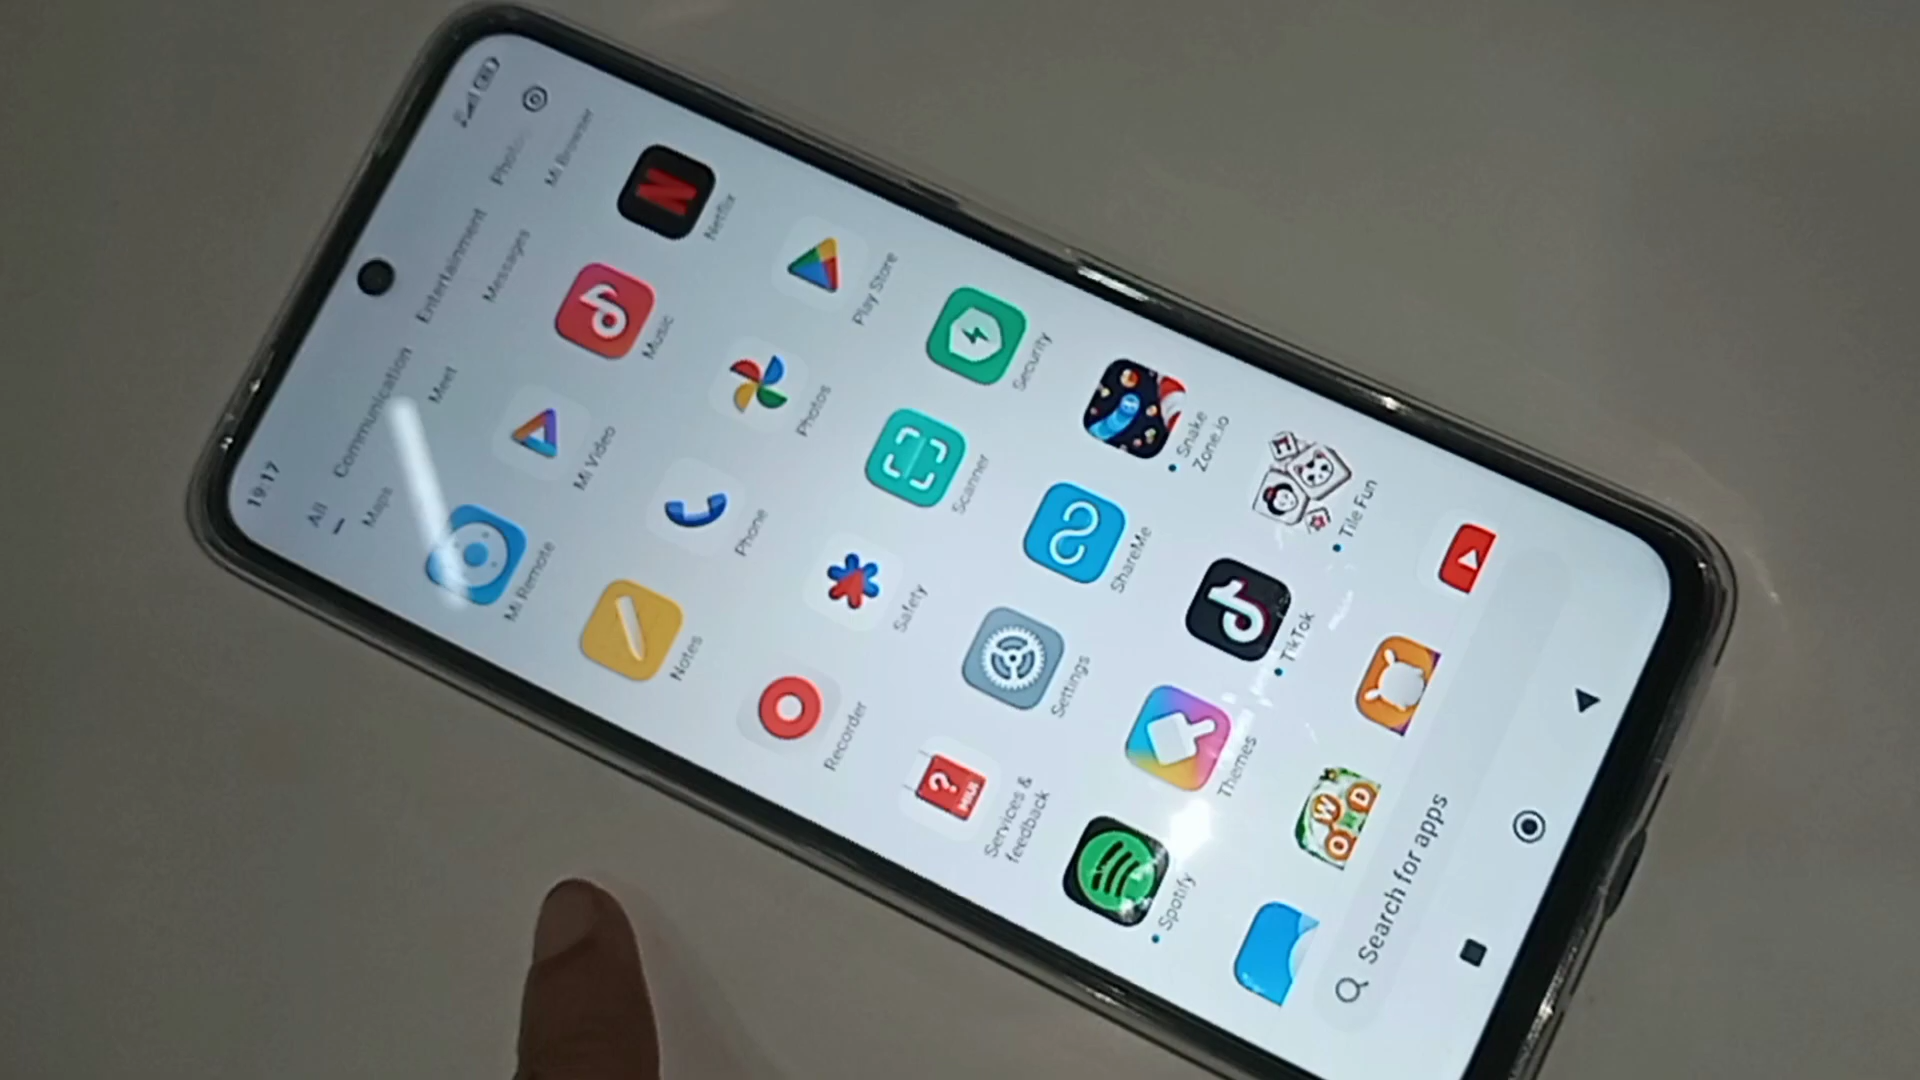 19:17
All Communication Entertainment Photo
Maps Meet Messages Mi Browser
Mi Remote Mi Video Music Netflix
Notes Phone Photos Play Store
Recorder Safety Scanner Security
Services &
feedback
Settings ShareMe Snake
Zone.io
Spotify Themes TikTok Tile Fun
Search for apps